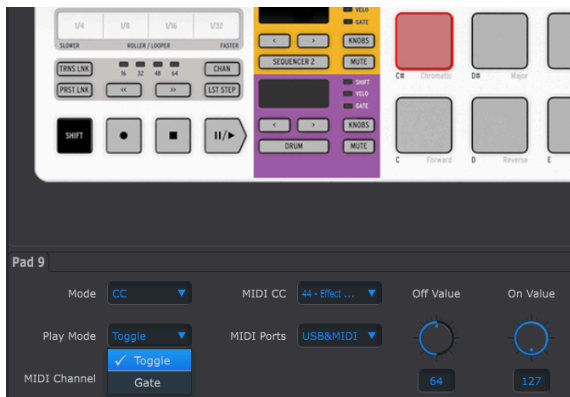 1/4 1/8 1/16 1/32
SLOWER ROLLER / LOOPER FASTER
TRNS LNK 16 32 48 64 CHAN
PRST LNK << >> LST STEP
SHIFT
VELO
GATE
< > KNOBS
SEQUENCER 2 MUTE
SHIFT
VELO
GATE
< > KNOBS
DRUM MUTE
C# Chromatic D# Major
C Forward D Reverse E
Pad 9
Mode CC MIDI CC 44 - Effect ... Off Value On Value
Play Mode Toggle MIDI Ports USB&MIDI
✓ Toggle
MIDI Channel Gate 64 127